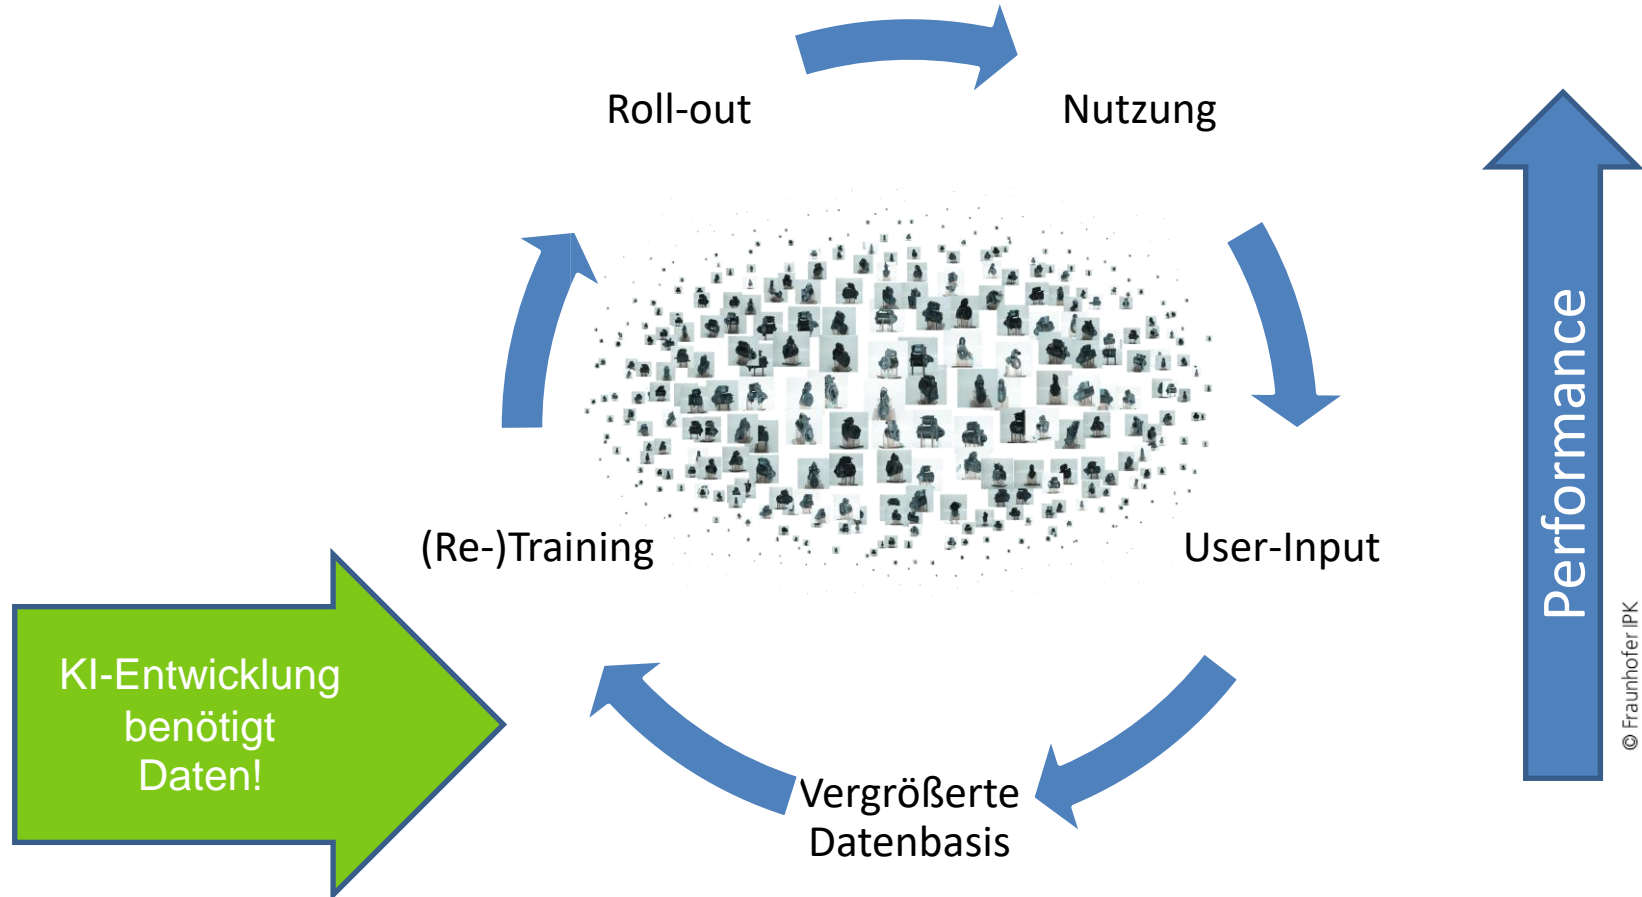 Roll-out
Nutzung
(Re-)Training
User-Input
Vergrößerte
Datenbasis
KI-Entwicklung
benötigt
Daten!
Performance
© Fraunhofer IPK